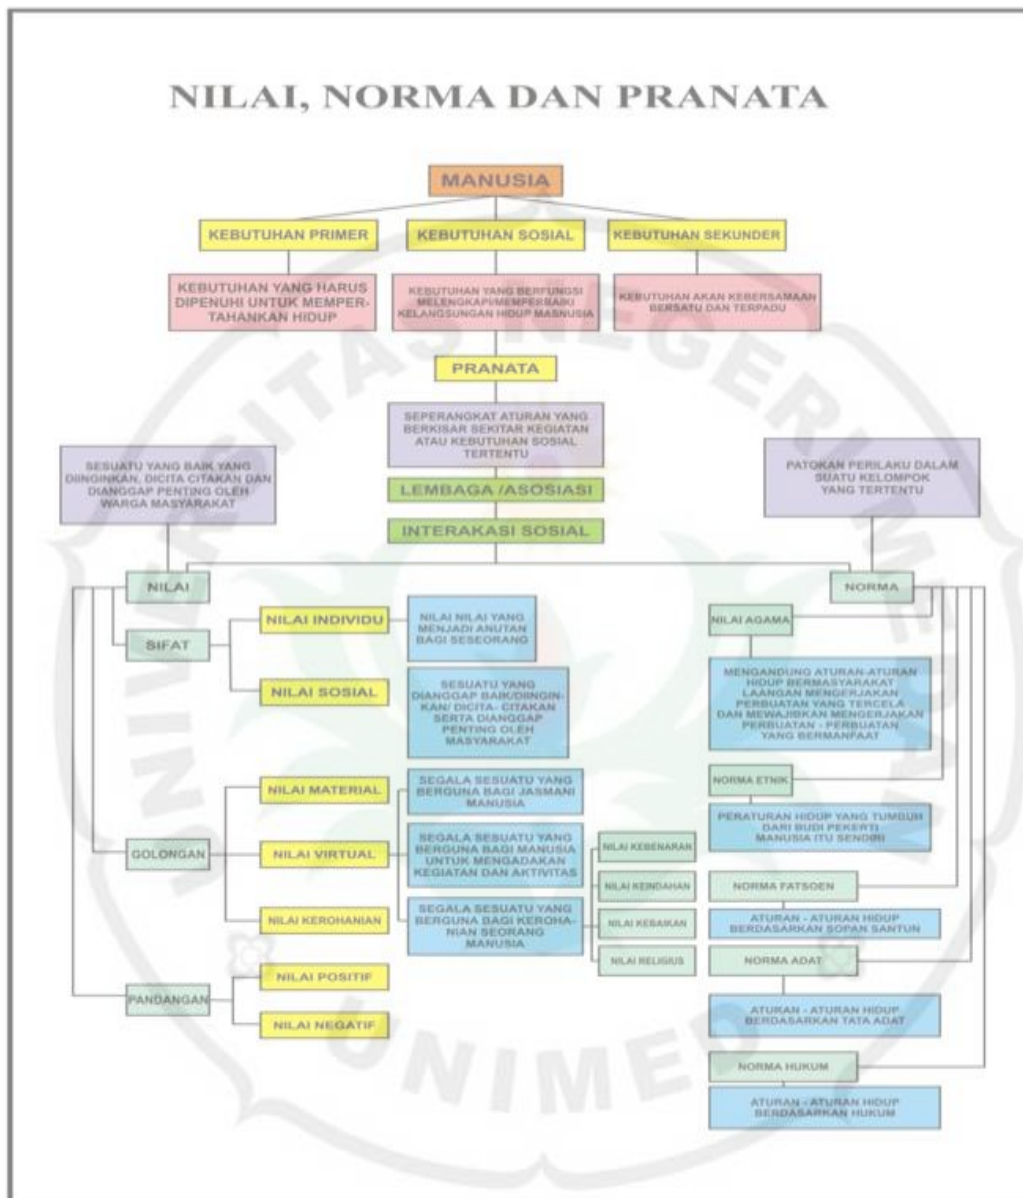 NILAI, NORMA DAN PRANATA
MANUSIA
KEBUTUHAN PRIMER
KEBUTUHAN SOSIAL
KEBUTUHAN SEKUNDER
KEBUTUHAN YANG HARUS
DIPENUHI UNTUK MEMPER-
TAHANKAN HIDUP
KEBUTUHAN YANG BERFUNGSI
MELENGKAPI/MEMPERBAIKI
KELANGSUNGAN HIDUP MASNUSIA
KEBUTUHAN AKAN KEBERSAMAAN
BERSATU DAN TERPADU
PRANATA
SEPERANGKAT ATURAN YANG
BERKISAR SEKITAR KEGIATAN
ATAU KEBUTUHAN SOSIAL
TERTENTU
LEMBAGA /ASOSIASI
INTERAKASI SOSIAL
SESUATU YANG BAIK YANG
DIINGINKAN, DICITA CITAKAN DAN
DIANGGAP PENTING OLEH
WARGA MASYARAKAT
PATOKAN PERILAKU DALAM
SUATU KELOMPOK
YANG TERTENTU
NILAI
SIFAT
NILAI INDIVIDU
NILAI NILAI YANG
MENJADI ANUTAN
BAGI SESEORANG
NILAI SOSIAL
SESUATU YANG
DIANGGAP BAIK/DIINGIN-
KAN/ DICITA- CITAKAN
SERTA DIANGGAP
PENTING OLEH
MASYARAKAT
GOLONGAN
NILAI MATERIAL
SEGALA SESUATU YANG
BERGUNA BAGI JASMANI
MANUSIA
NILAI VIRTUAL
SEGALA SESUATU YANG
BERGUNA BAGI MANUSIA
UNTUK MENGADAKAN
KEGIATAN DAN AKTIVITAS
NILAI KEROHANIAN
SEGALA SESUATU YANG
BERGUNA BAGI KEROHA-
NIAN SEORANG
MANUSIA
NILAI KEBENARAN
NILAI KEINDAHAN
NILAI KEBAIKAN
NILAI RELIGIUS
PANDANGAN
NILAI POSITIF
NILAI NEGATIF
NORMA
NILAI AGAMA
MENGANDUNG ATURAN-ATURAN
HIDUP BERMASYARAKAT
LAANGAN MENGERJAKAN
PERBUATAN YANG TERCELA
DAN MEWAJIBKAN MENGERJAKAN
PERBUATAN - PERBUATAN
YANG BERMANFAAT
NORMA ETNIK
PERATURAN HIDUP YANG TUMBUH
DARI BUDI PEKERTI
MANUSIA ITU SENDIRI
NORMA FATSOEN
ATURAN - ATURAN HIDUP
BERDASARKAN SOPAN SANTUN
NORMA ADAT
ATURAN - ATURAN HIDUP
BERDASARKAN TATA ADAT
NORMA HUKUM
ATURAN - ATURAN HIDUP
BERDASARKAN HUKUM
UNIVERSITAS NEGERI MEDAN
UNIMED